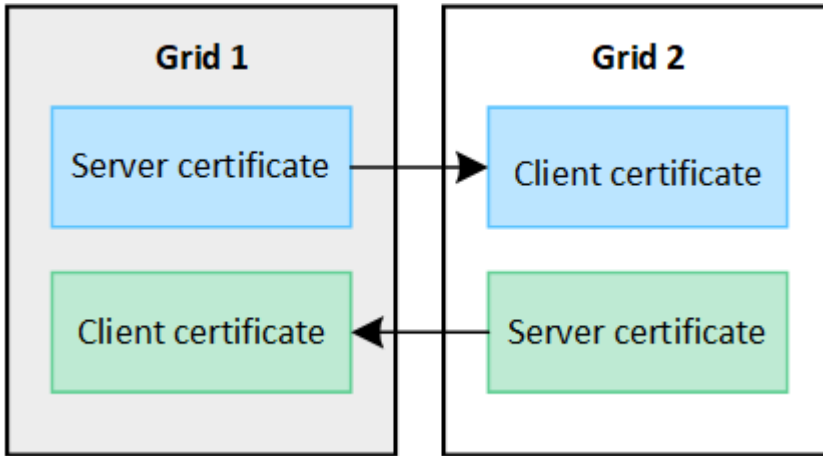 Grid 1
Server certificate
Client certificate
Grid 2
Client certificate
Server certificate